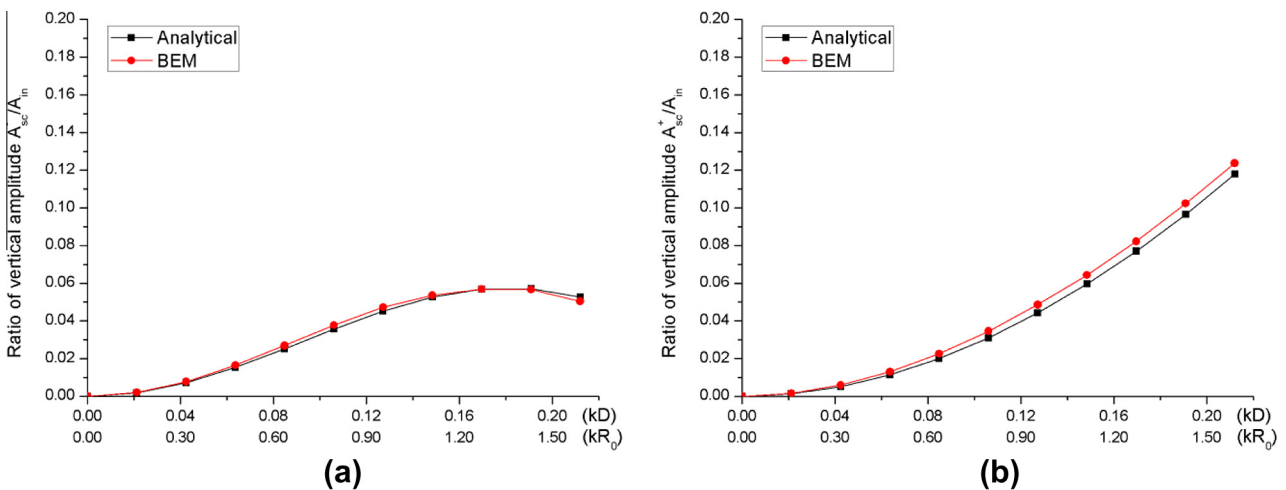 Ratio of vertical amplitude A⁻sc/Ain
0.20
0.18
0.16
0.14
0.12
0.10
0.08
0.06
0.04
0.02
0.00
Analytical
BEM
0.00 0.04 0.08 0.12 0.16 0.20 (kD)
0.00 0.30 0.60 0.90 1.20 1.50 (kR0)
(a)
Ratio of vertical amplitude A+sc/Ain
0.20
0.18
0.16
0.14
0.12
0.10
0.08
0.06
0.04
0.02
0.00
Analytical
BEM
0.00 0.04 0.08 0.12 0.16 0.20 (kD)
0.00 0.30 0.60 0.90 1.20 1.50 (kR0)
(b)